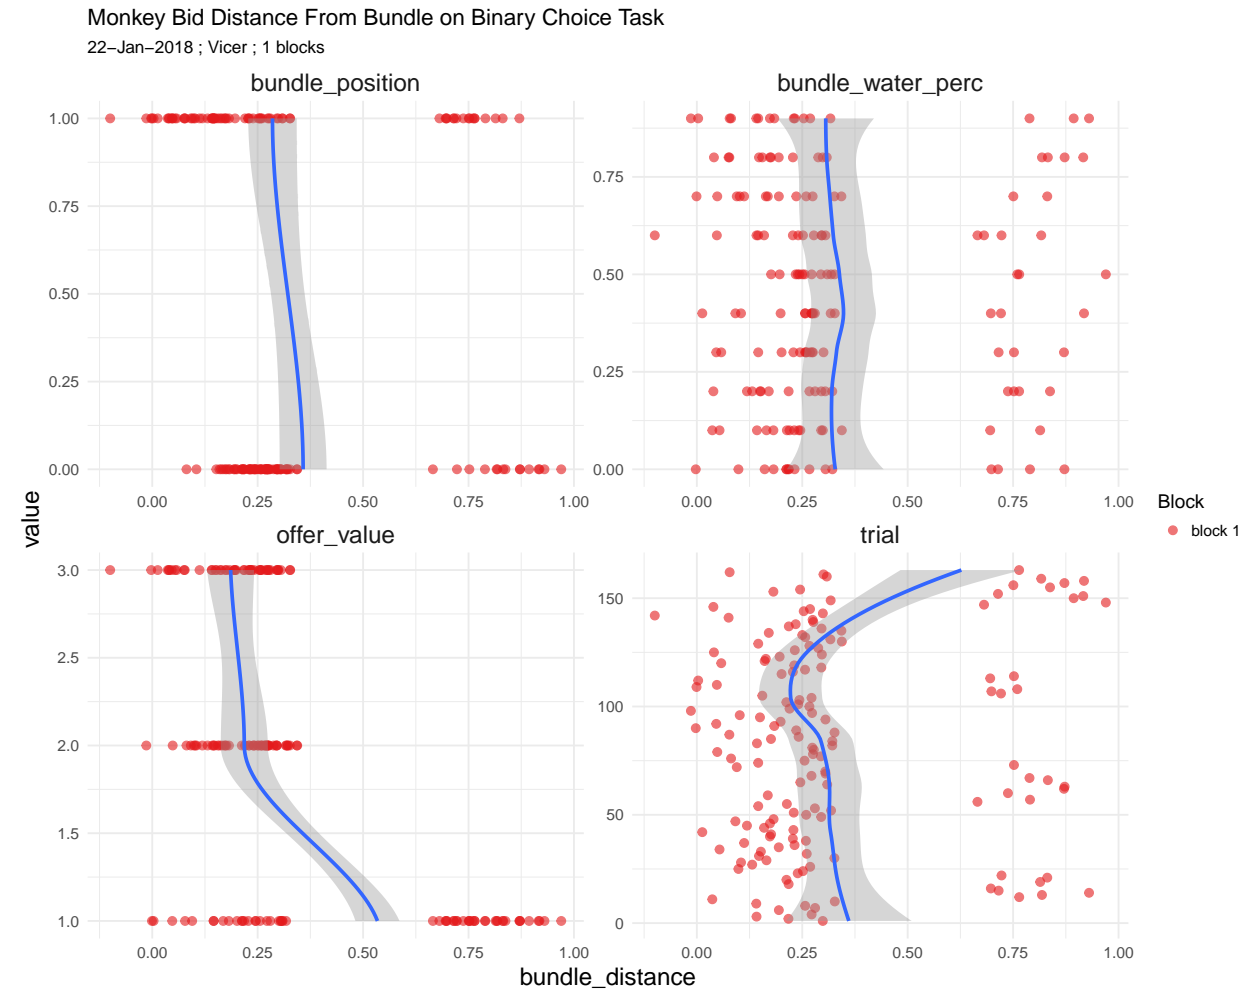 Monkey Bid Distance From Bundle on Binary Choice Task
22−Jan−2018 ; Vicer ; 1 blocks
bundle_position
bundle_water_perc
1.00
0.75
0.50
0.25
0.00
0.75
0.50
0.25
0.00
0.00 0.25 0.50 0.75 1.00
0.00 0.25 0.50 0.75 1.00
value
offer_value
trial
3.0
2.5
2.0
1.5
1.0
150
100
50
0
0.00 0.25 0.50 0.75 1.00
0.00 0.25 0.50 0.75 1.00
bundle_distance
Block
block 1